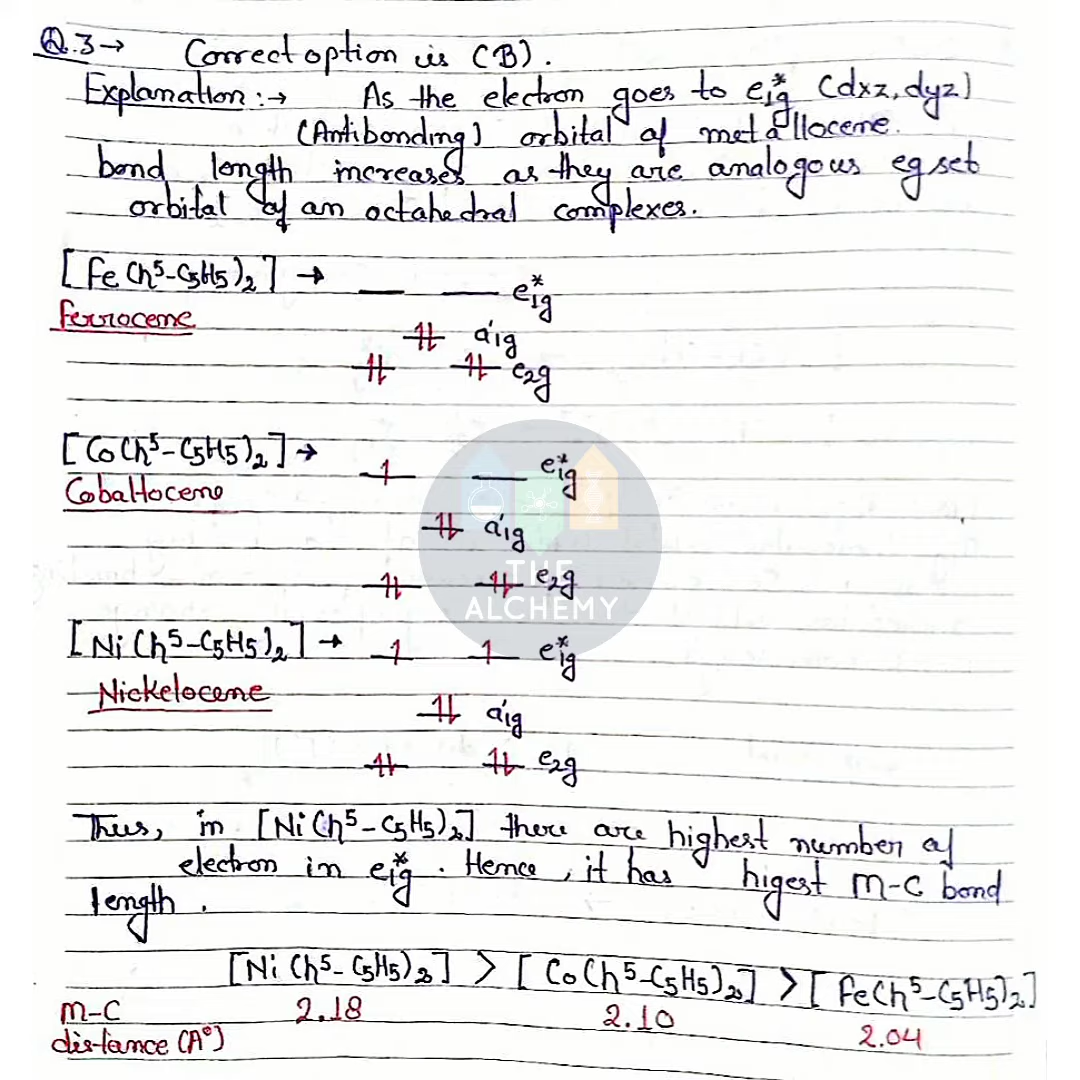 Q.3→ Correct option is (B).
Explanation :→ As the electron goes to e*1g (dxz, dyz)
(Antibonding) orbital of metallocene.
bond length increases as they are analogous eg set
orbital of an octahedral complexes.
[Fe(h⁵-C5H5)2] → e*1g
ferrocene
a'1g
e2g
[Co(h⁵-C5H5)2] → 1 e*1g
Cobaltocene
a'1g
e2g
THE
ALCHEMY
[Ni(h⁵-C5H5)2] → 1 1 e*1g
Nickelocene
a'1g
e2g
Thus, in [Ni(h⁵-C5H5)2] there are highest number of
electron in e*1g. Hence, it has higest M-C bond
length.
[Ni(h⁵-C5H5)2] > [Co(h⁵-C5H5)2] > [Fe(h⁵-C5H5)2]
M-C 2.18 2.10 2.04
distance (A°)